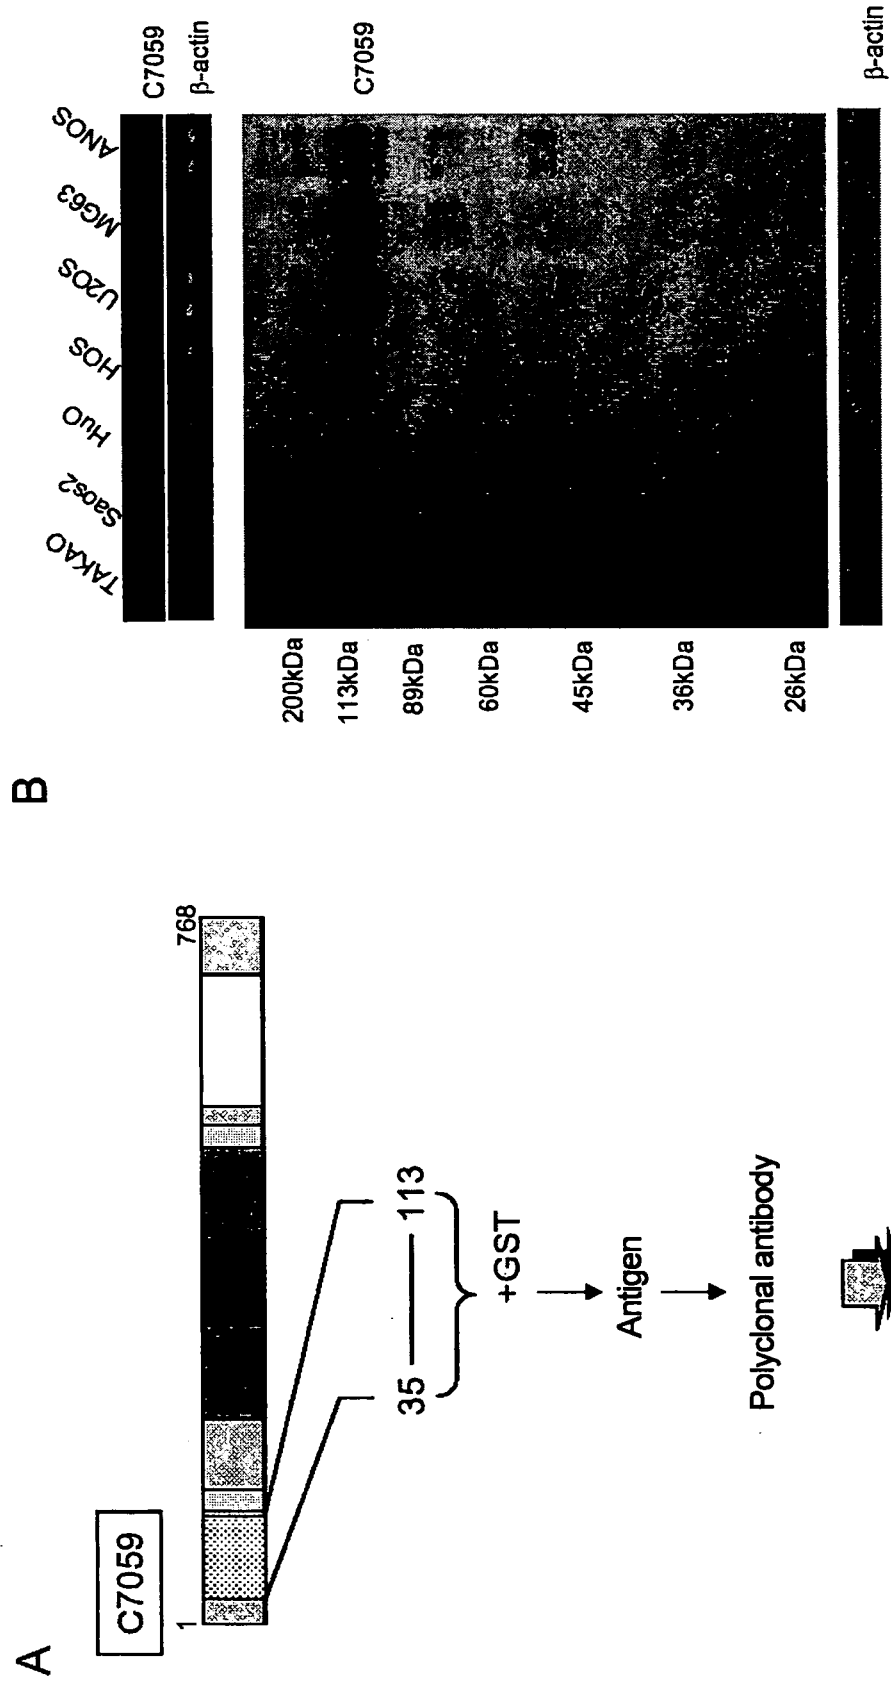 A
C7059
1
768
35 113
+GST
Antigen
Polyclonal antibody
B
TAKAO Saos2 HuO HOS U2OS MG63 ANOS
C7059
β-actin
200kDa
113kDa
C7059
89kDa
60kDa
45kDa
36kDa
26kDa
β-actin